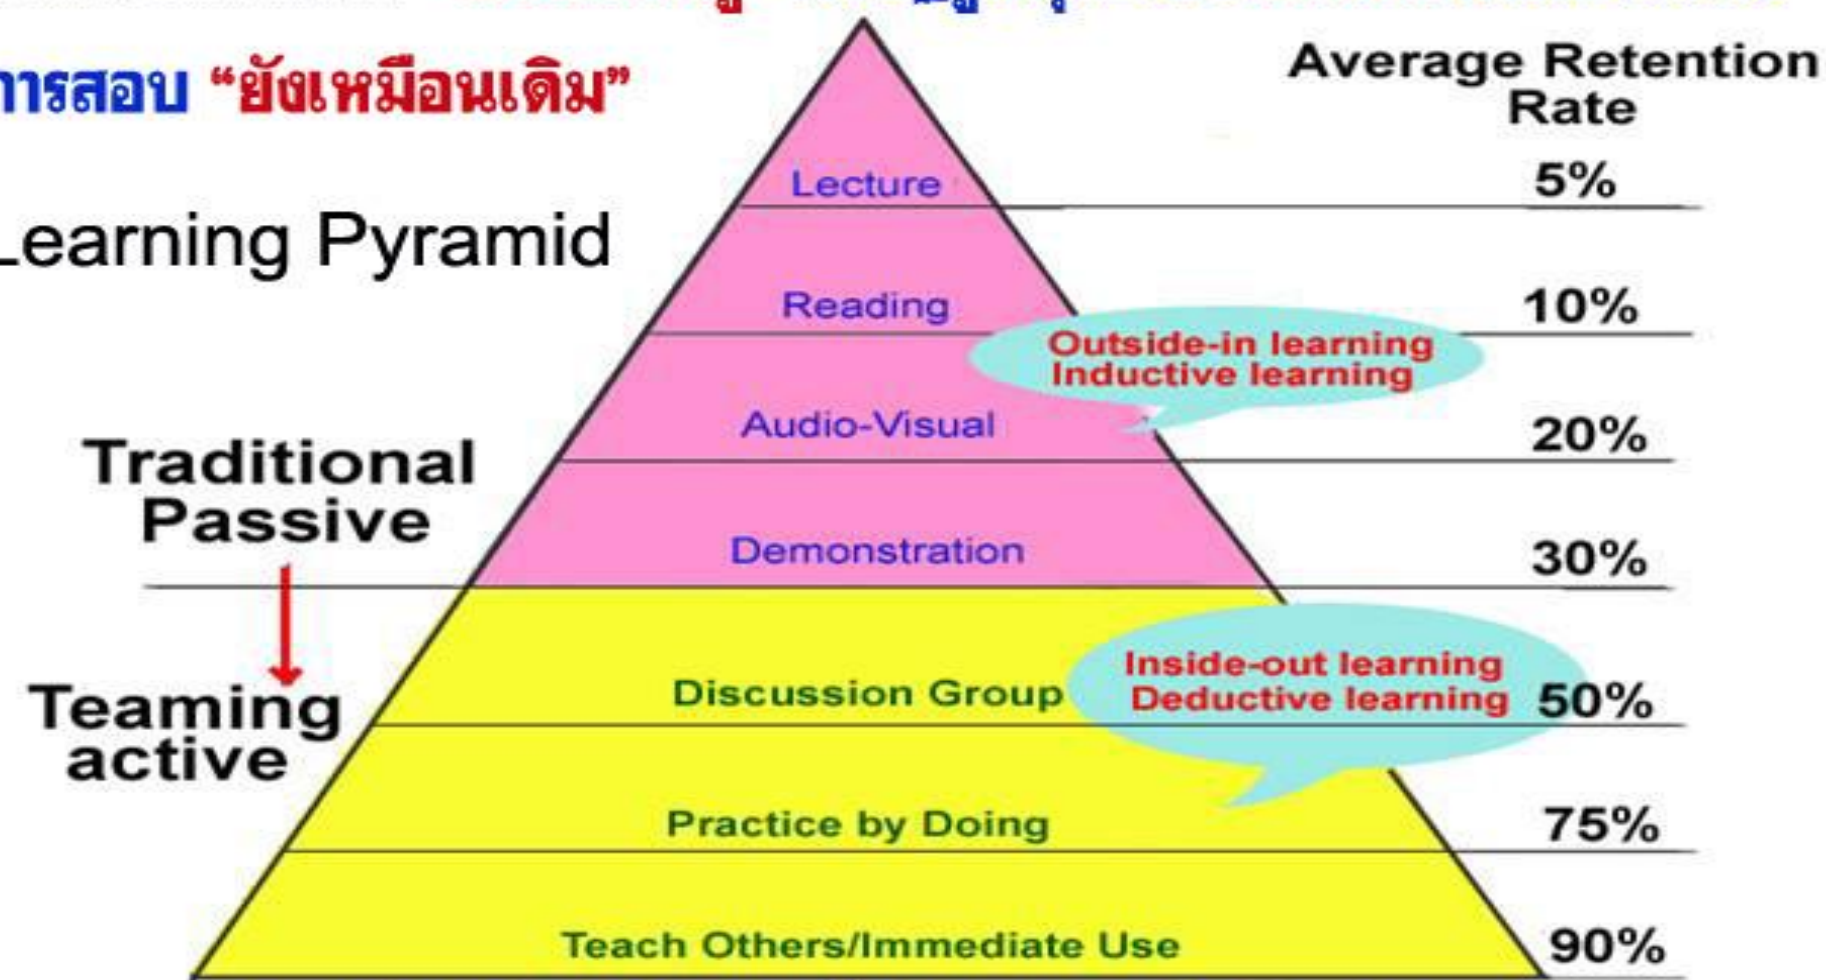 การสอบ “ยังเหมือนเดิม”
Learning Pyramid
Average Retention
Rate
Lecture 5%
Reading 10%
Outside-in learning
Inductive learning
Audio-Visual 20%
Traditional
Passive
Demonstration 30%
Inside-out learning
Deductive learning
Discussion Group 50%
Teaming
active
Practice by Doing 75%
Teach Others/Immediate Use 90%